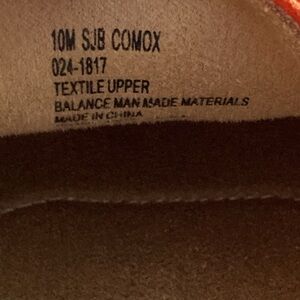 10M SJB COMOX
024-1817
TEXTILE UPPER
BALANCE MAN MADE MATERIALS
MADE IN CHINA